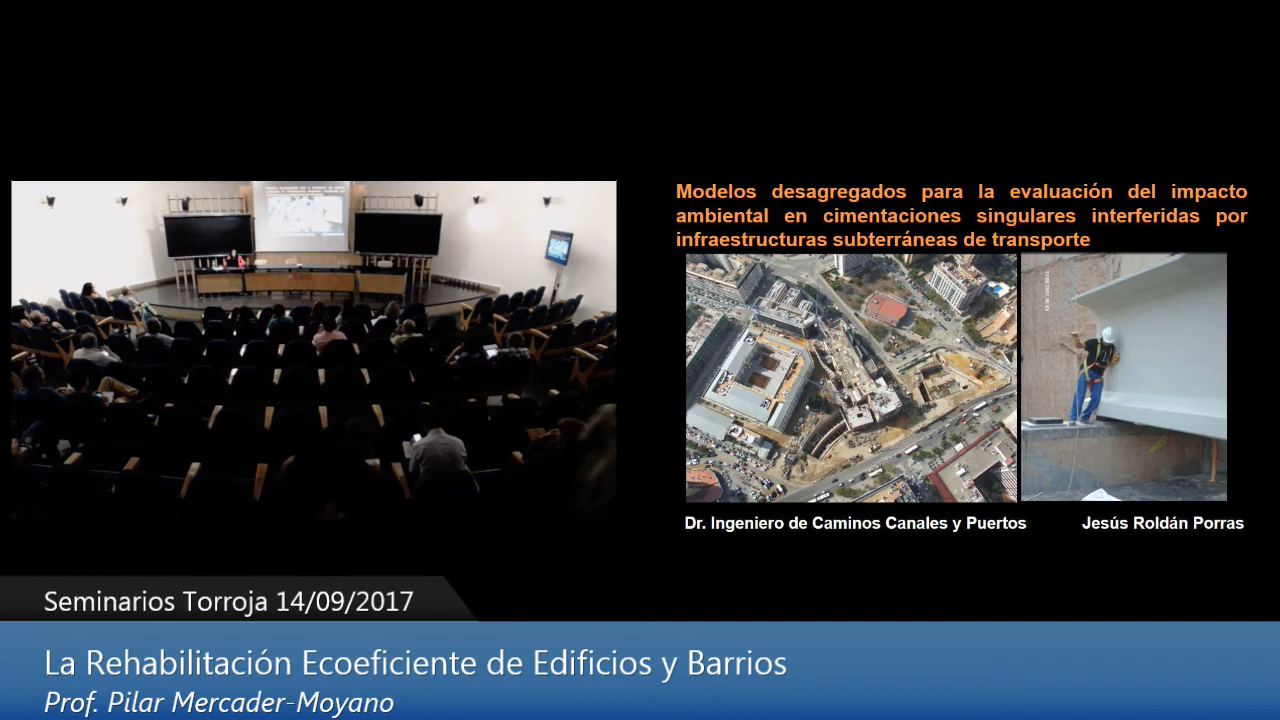 Modelos desagregados para la evaluación del impacto
ambiental en cimentaciones singulares interferidas por
infraestructuras subterráneas de transporte
Dr. Ingeniero de Caminos Canales y Puertos
Jesús Roldán Porras
Seminarios Torroja 14/09/2017
La Rehabilitación Ecoeficiente de Edificios y Barrios
Prof. Pilar Mercader-Moyano